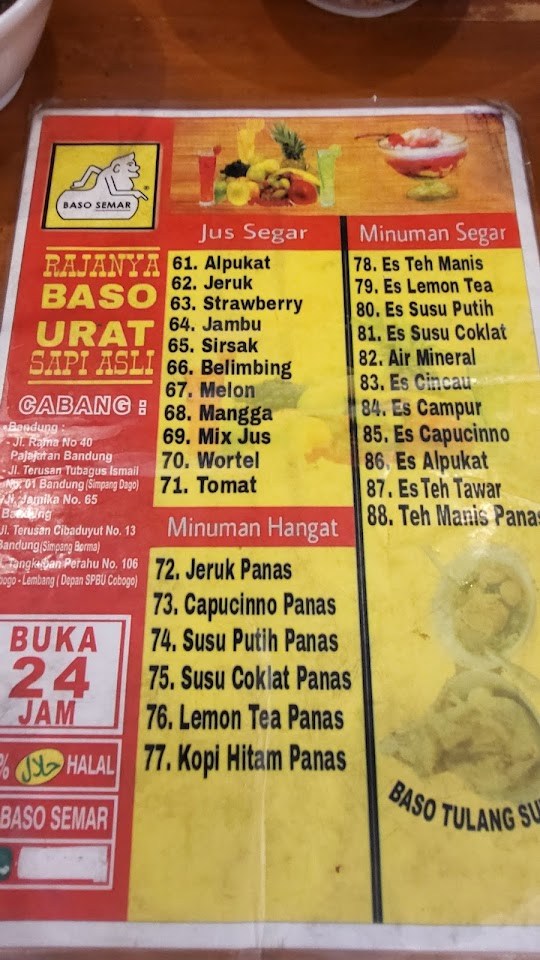 BASO SEMAR
RAJANYA
BASO
URAT
SAPI ASLI
CABANG :
- Bandung :
- Jl. Rama No 40
Pajajaran Bandung
- Jl. Terusan Tubagus Ismail
No. 01 Bandung (Simpang Dago)
Jl. Jamika No. 65
Bandung
Jl. Terusan Cibaduyut No. 13
Bandung (Simpang Borma)
Jl. Tangkuban Perahu No. 106
- Lembang ( Depan SPBU Cobogo)
BUKA
24
JAM
% حلال HALAL
BASO SEMAR
Jus Segar
61. Alpukat
62. Jeruk
63. Strawberry
64. Jambu
65. Sirsak
66. Belimbing
67. Melon
68. Mangga
69. Mix Jus
70. Wortel
71. Tomat
Minuman Hangat
72. Jeruk Panas
73. Capucinno Panas
74. Susu Putih Panas
75. Susu Coklat Panas
76. Lemon Tea Panas
77. Kopi Hitam Panas
Minuman Segar
78. Es Teh Manis
79. Es Lemon Tea
80. Es Susu Putih
81. Es Susu Coklat
82. Air Mineral
83. Es Cincau
84. Es Campur
85. Es Capucinno
86. Es Alpukat
87. Es Teh Tawar
88. Teh Manis Panas
BASO TULANG SU